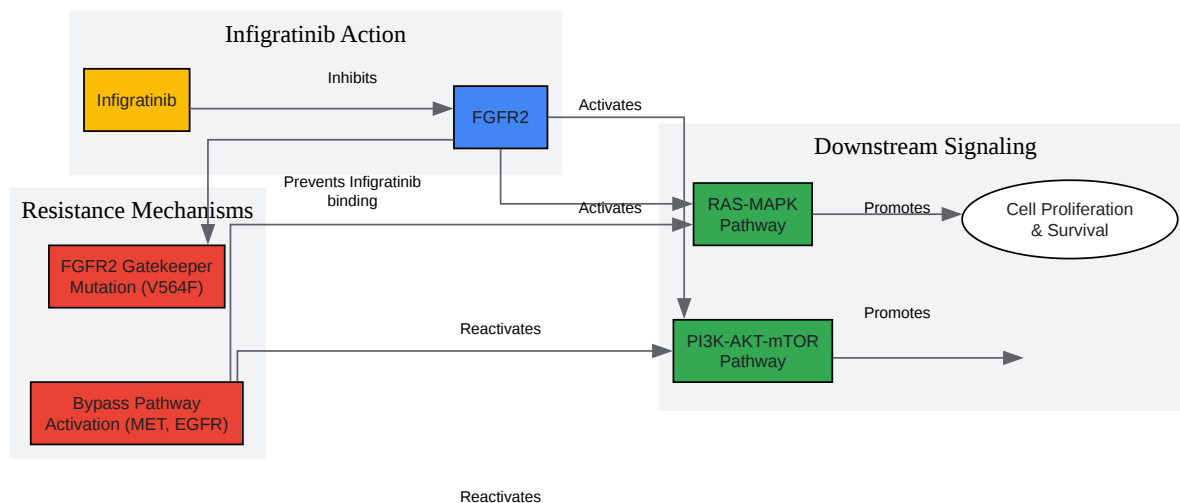 Infigratinib Action
Inhibits
Infigratinib
FGFR2
Activates
Downstream Signaling
Prevents Infigratinib
binding
Resistance Mechanisms
Activates
RAS-MAPK
Pathway
Promotes
Cell Proliferation
& Survival
FGFR2 Gatekeeper
Mutation (V564F)
Reactivates
Promotes
PI3K-AKT-mTOR
Pathway
Bypass Pathway
Activation (MET, EGFR)
Reactivates